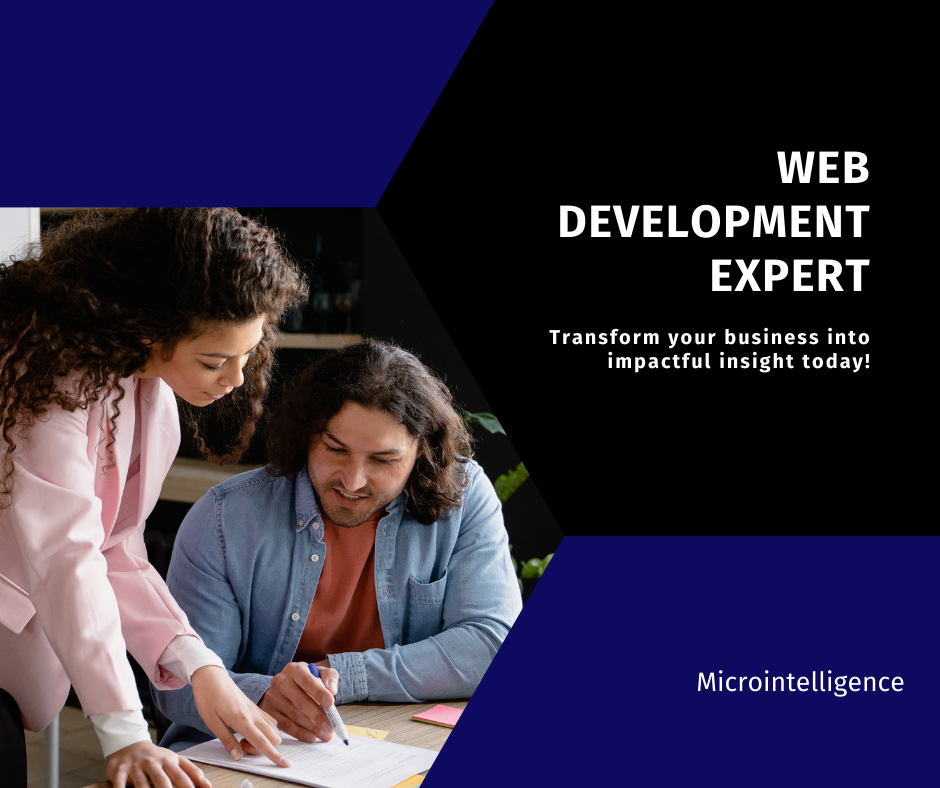 WEB
DEVELOPMENT
EXPERT
Transform your business into
impactful insight today!
Microintelligence